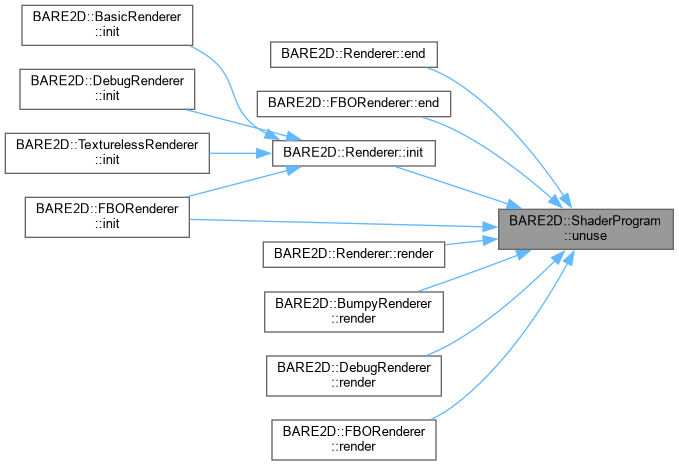 BARE2D::BasicRenderer
::init
BARE2D::DebugRenderer
::init
BARE2D::TexturelessRenderer
::init
BARE2D::FBORenderer
::init
BARE2D::Renderer::end
BARE2D::FBORenderer::end
BARE2D::Renderer::init
BARE2D::Renderer::render
BARE2D::BumpyRenderer
::render
BARE2D::DebugRenderer
::render
BARE2D::FBORenderer
::render
BARE2D::ShaderProgram
::unuse